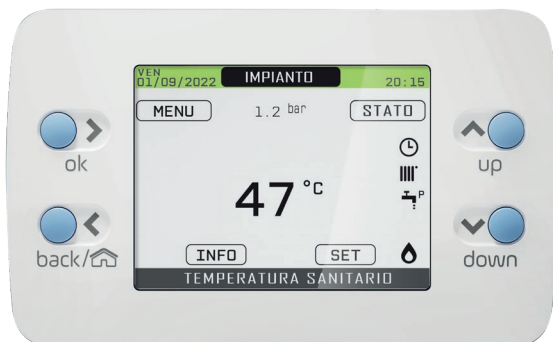 VEN
01/09/2022 IMPIANTO 20:15
MENU 1.2 bar STATO
ok
up
47 °C
P
back/
down
INFO SET
TEMPERATURA SANITARIO